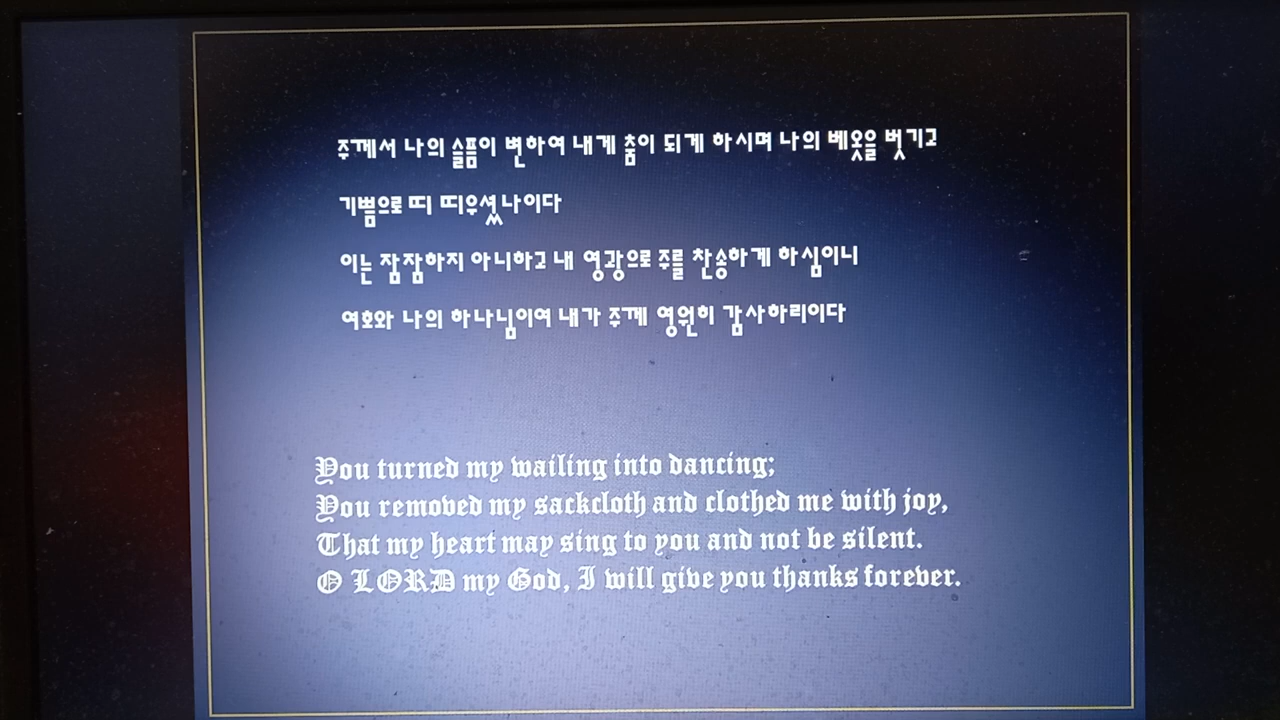 주께서 나의 슬픔이 변하여 내게 춤이 되게 하시며 나의 베옷을 벗기고
기쁨으로 띠 띠우셨나이다
이는 잠잠하지 아니하고 내 영광으로 주를 찬송하게 하심이니
여호와 나의 하나님이여 내가 주께 영원히 감사하리이다
You turned my wailing into dancing;
You removed my sackcloth and clothed me with joy,
That my heart may sing to you and not be silent.
O LORD my God, I will give you thanks forever.